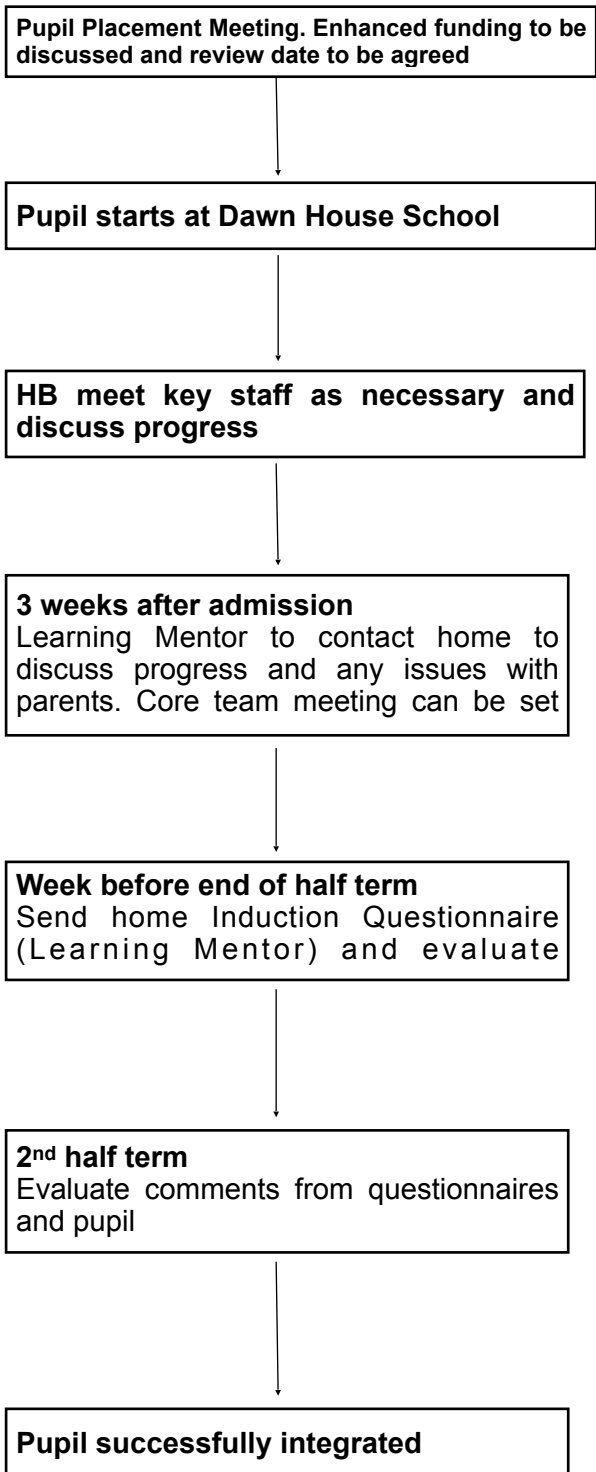 Pupil Placement Meeting. Enhanced funding to be
discussed and review date to be agreed
Pupil starts at Dawn House School
HB meet key staff as necessary and
discuss progress
3 weeks after admission
Learning Mentor to contact home to
discuss progress and any issues with
parents. Core team meeting can be set
Week before end of half term
Send home Induction Questionnaire
(Learning Mentor) and evaluate
2nd half term
Evaluate comments from questionnaires
and pupil
Pupil successfully integrated